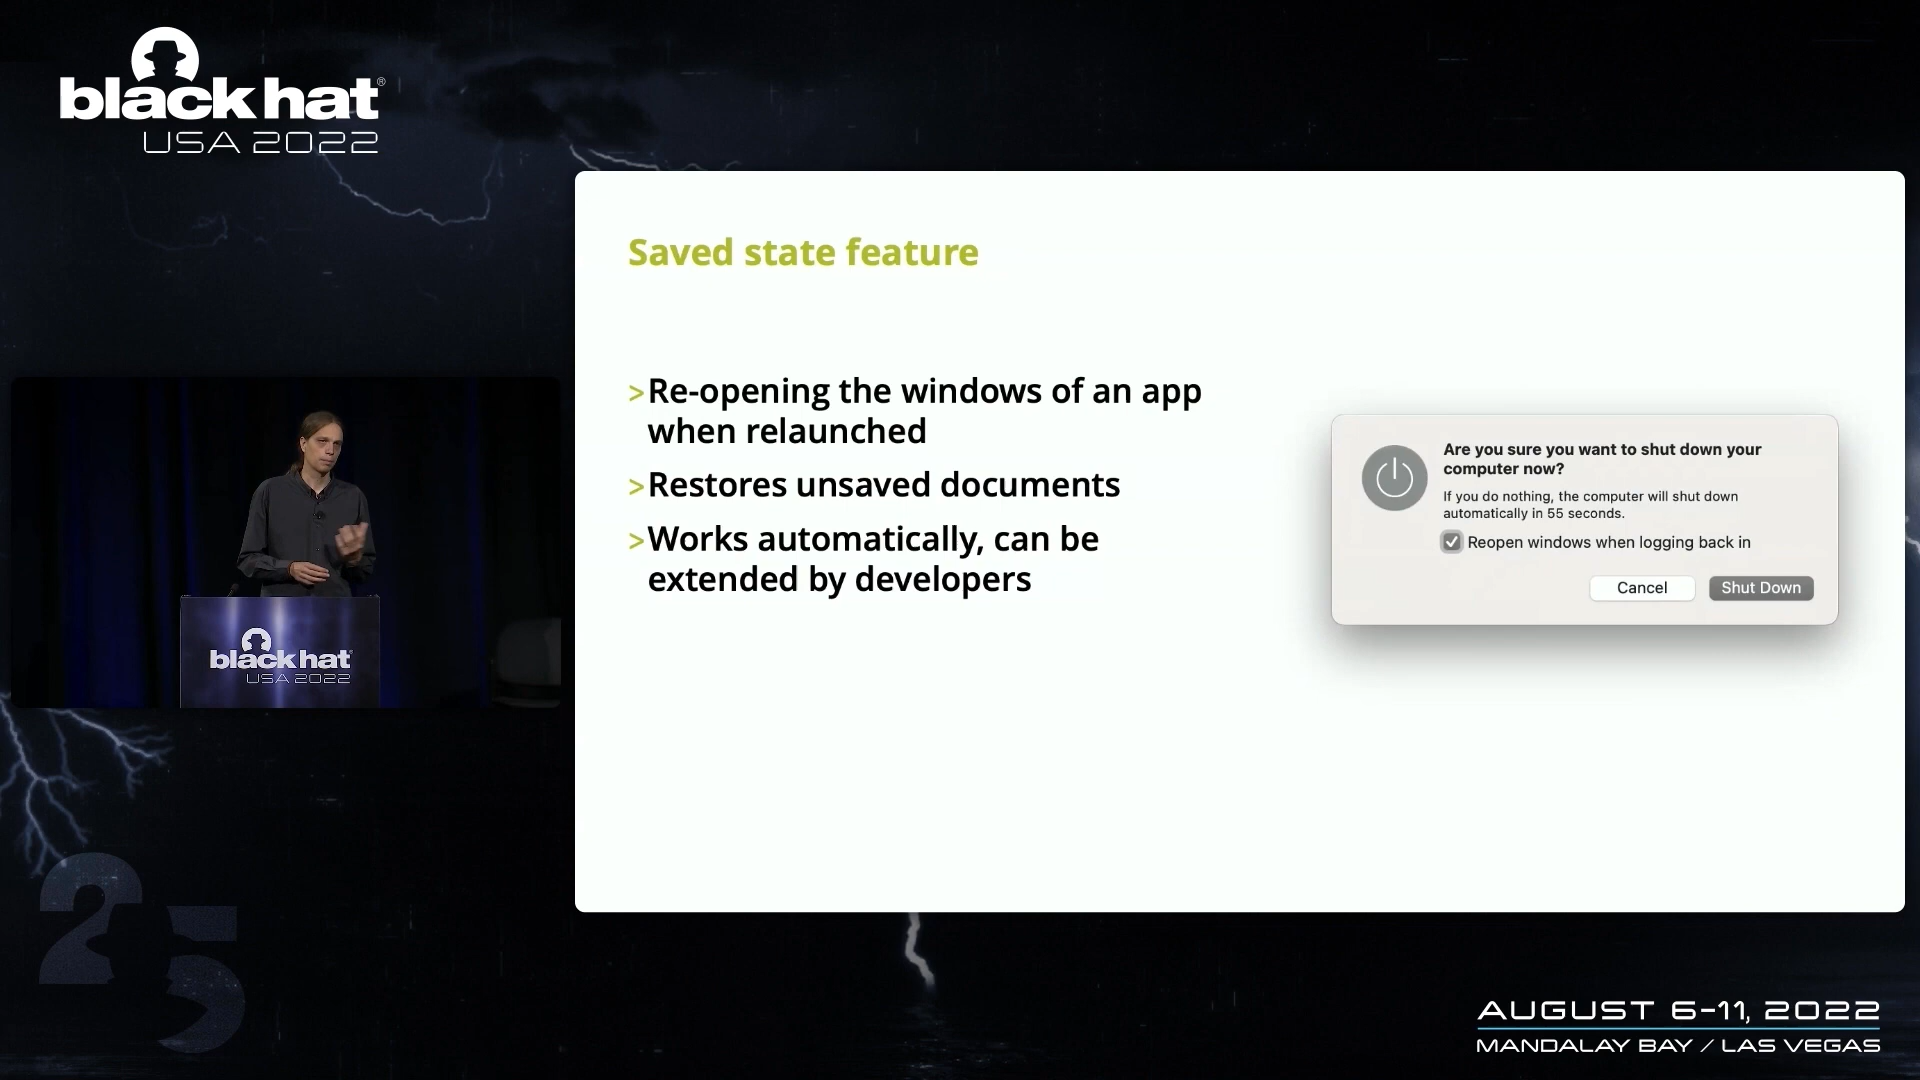 black hat®
USA 2022
Saved state feature
>Re-opening the windows of an app
when relaunched
>Restores unsaved documents
>Works automatically, can be
extended by developers
Are you sure you want to shut down your
computer now?
If you do nothing, the computer will shut down
automatically in 55 seconds.
Reopen windows when logging back in
Cancel
Shut Down
black hat
USA 2022
25
AUGUST 6-11, 2022
MANDALAY BAY / LAS VEGAS